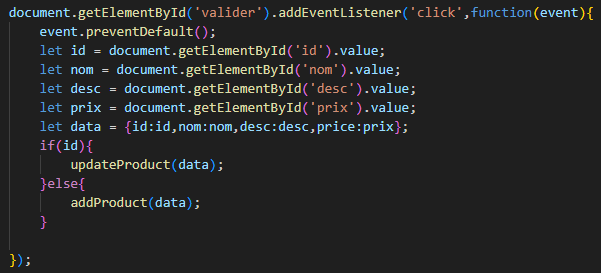 document.getElementById('valider').addEventListener('click',function(event){
    event.preventDefault();
    let id = document.getElementById('id').value;
    let nom = document.getElementById('nom').value;
    let desc = document.getElementById('desc').value;
    let prix = document.getElementById('prix').value;
    let data = {id:id,nom:nom,desc:desc,price:prix};
    if(id){
        updateProduct(data);
    }else{
        addProduct(data);
    }

});